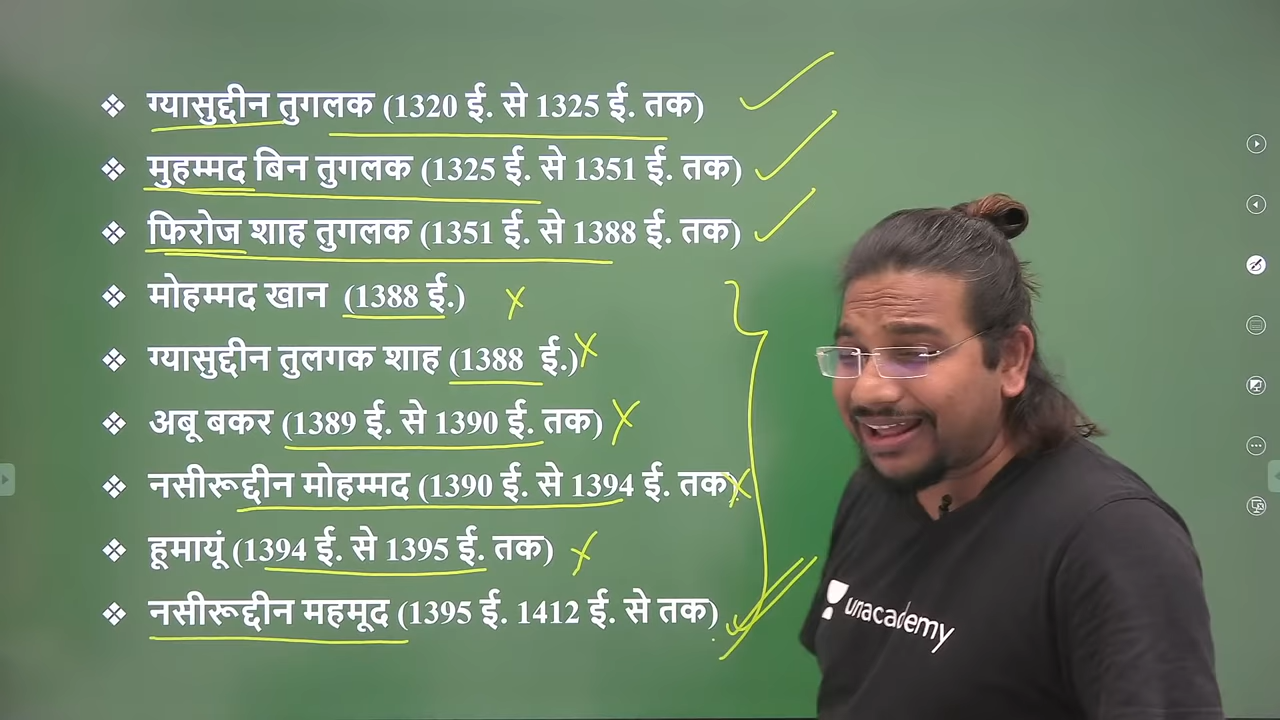 ❖ ग्यासुद्दीन तुगलक (1320 ई. से 1325 ई. तक)
❖ मुहम्मद बिन तुगलक (1325 ई. से 1351 ई. तक)
❖ फिरोज शाह तुगलक (1351 ई. से 1388 ई. तक)
❖ मोहम्मद खान (1388 ई.)
❖ ग्यासुद्दीन तुलगक शाह (1388 ई.)
❖ अबू बकर (1389 ई. से 1390 ई. तक)
❖ नसीरूद्दीन मोहम्मद (1390 ई. से 1394 ई. तक)
❖ हूमायूं (1394 ई. से 1395 ई. तक)
❖ नसीरूद्दीन महमूद (1395 ई. 1412 ई. से तक)
unacademy